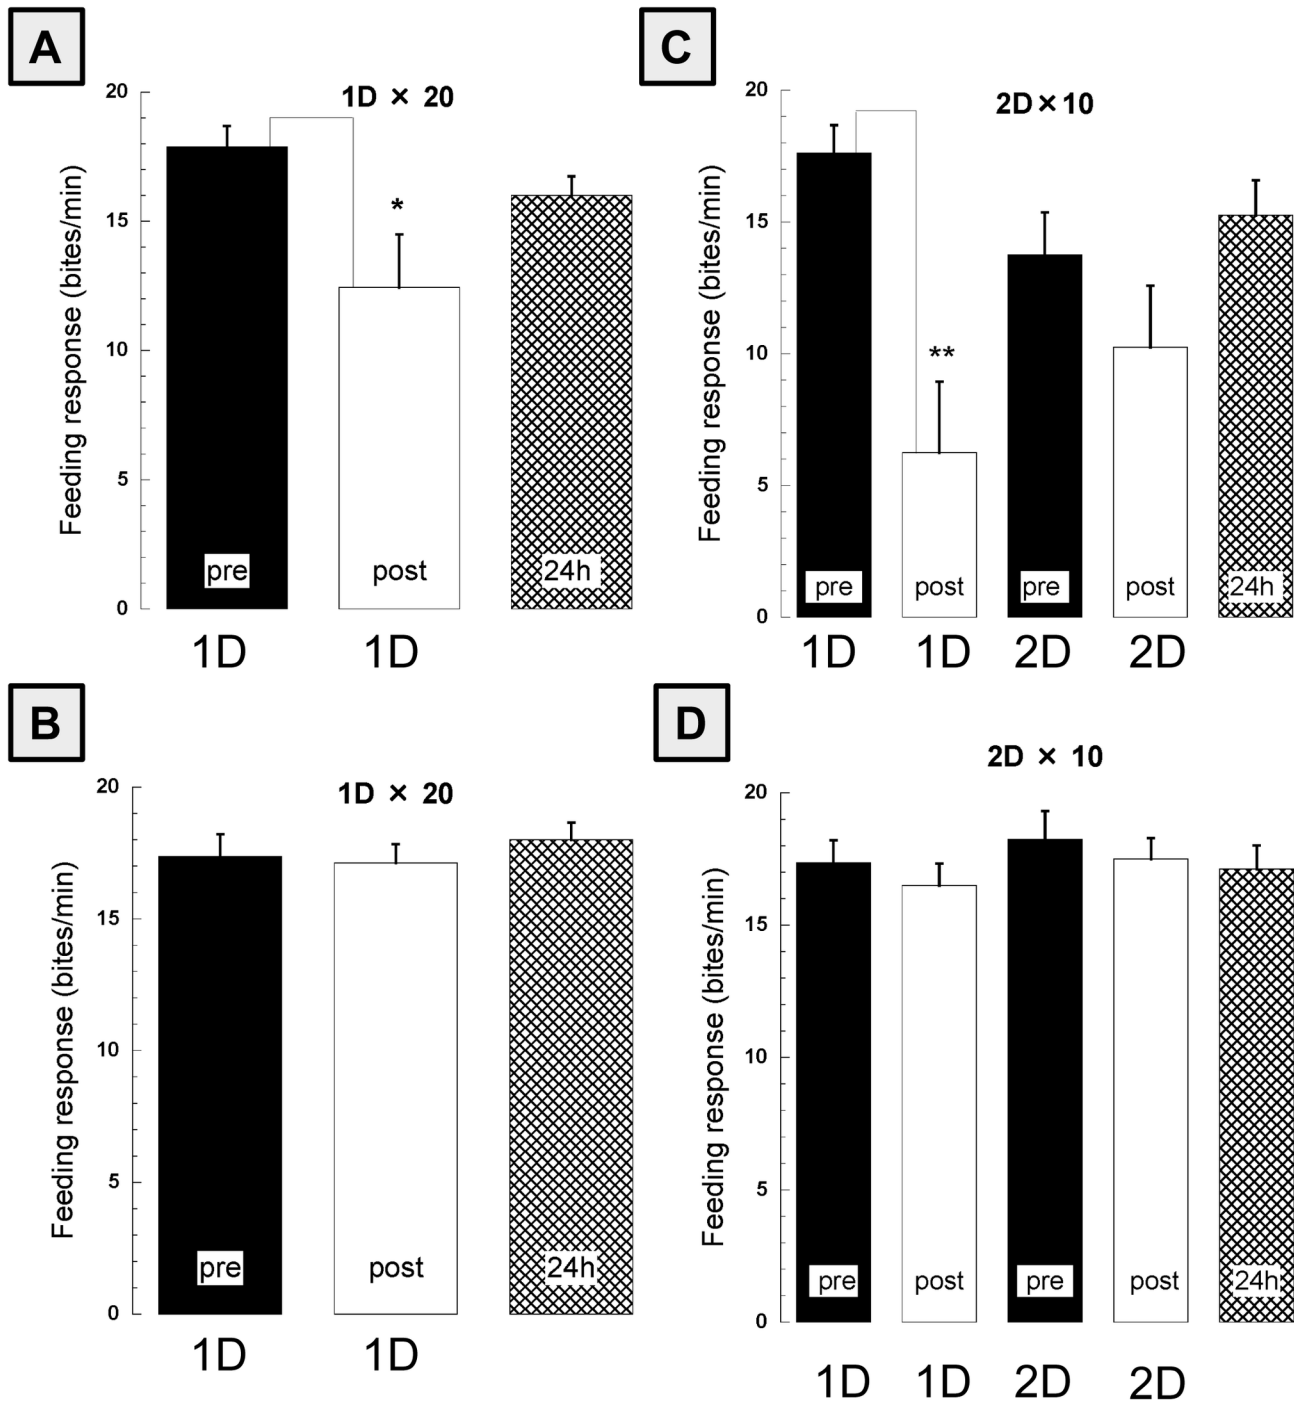 A
1D × 20
Feeding response (bites/min)
20
15
10
5
0
*
pre
post
24h
1D
1D
C
2D×10
Feeding response (bites/min)
20
15
10
5
0
**
pre
post
pre
post
24h
1D
1D
2D
2D
B
1D × 20
Feeding response (bites/min)
20
15
10
5
0
pre
post
24h
1D
1D
D
2D × 10
Feeding response (bites/min)
20
15
10
5
0
pre
post
pre
post
24h
1D
1D
2D
2D